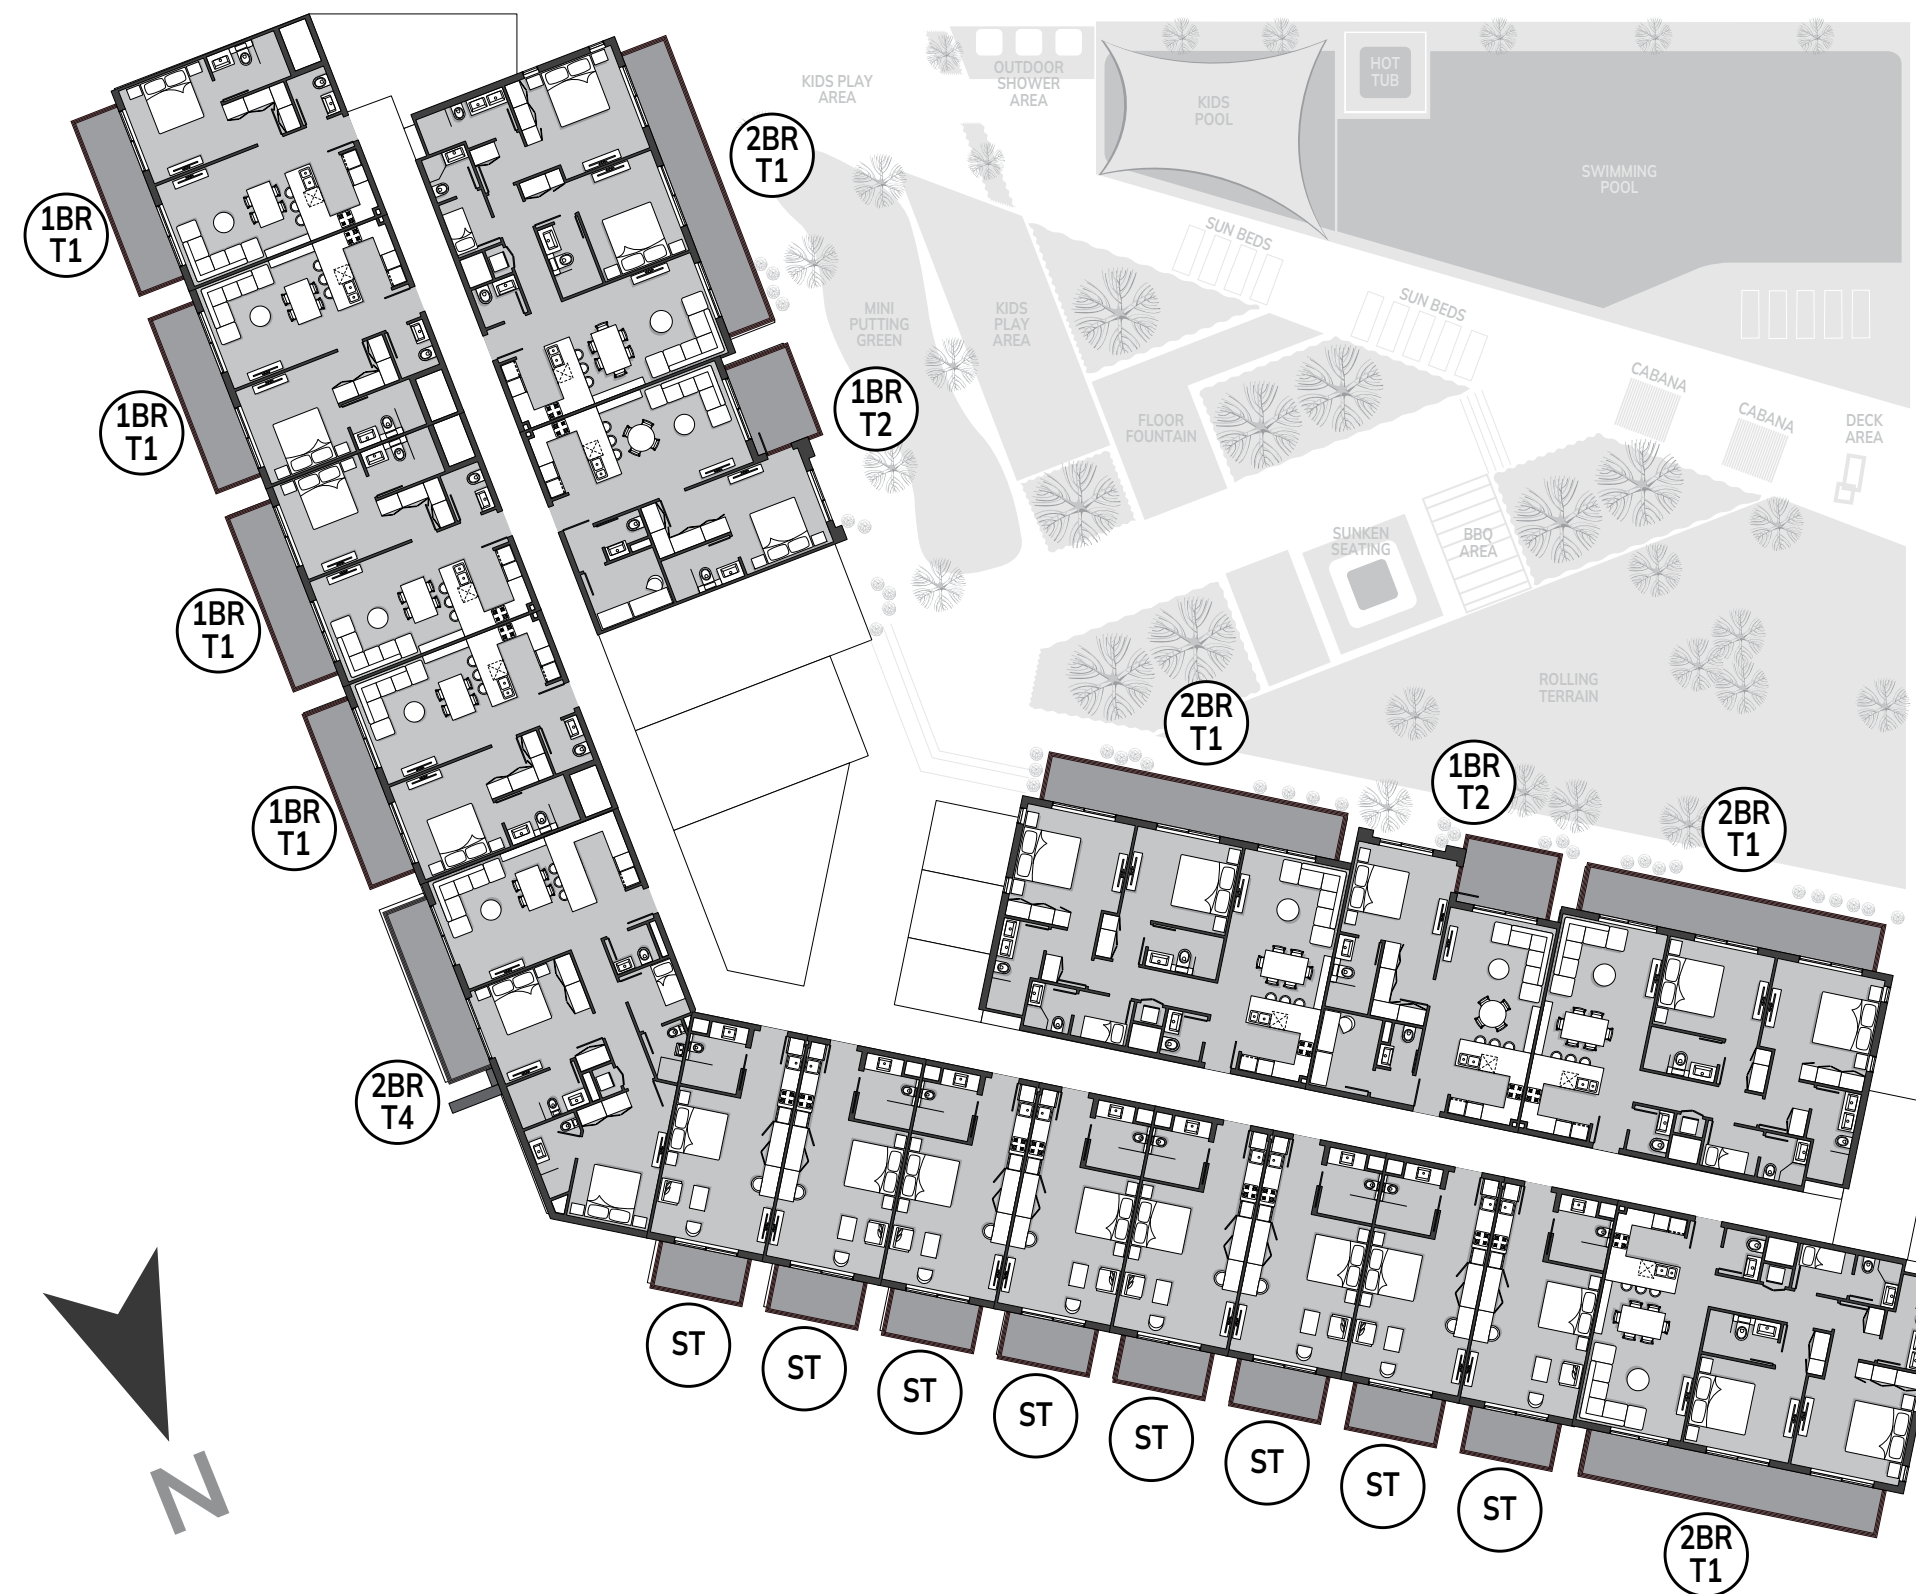 HOT
TUB
OUTDOOR
SHOWER
AREA
KIDS PLAY
AREA
KIDS
POOL
SWIMMING
POOL
2BR
T1
1BR
T1
SUN BEDS
SUN BEDS
MINI
PUTTING
GREEN
KIDS
PLAY
AREA
1BR
T2
1BR
T1
CABANA
CABANA
DECK
AREA
FLOOR
FOUNTAIN
SUNKEN
SEATING
BBQ
AREA
1BR
T1
ROLLING
TERRAIN
2BR
T1
1BR
T2
1BR
T1
2BR
T1
2BR
T4
ST
ST
ST
ST
ST
ST
ST
ST
2BR
T1
N